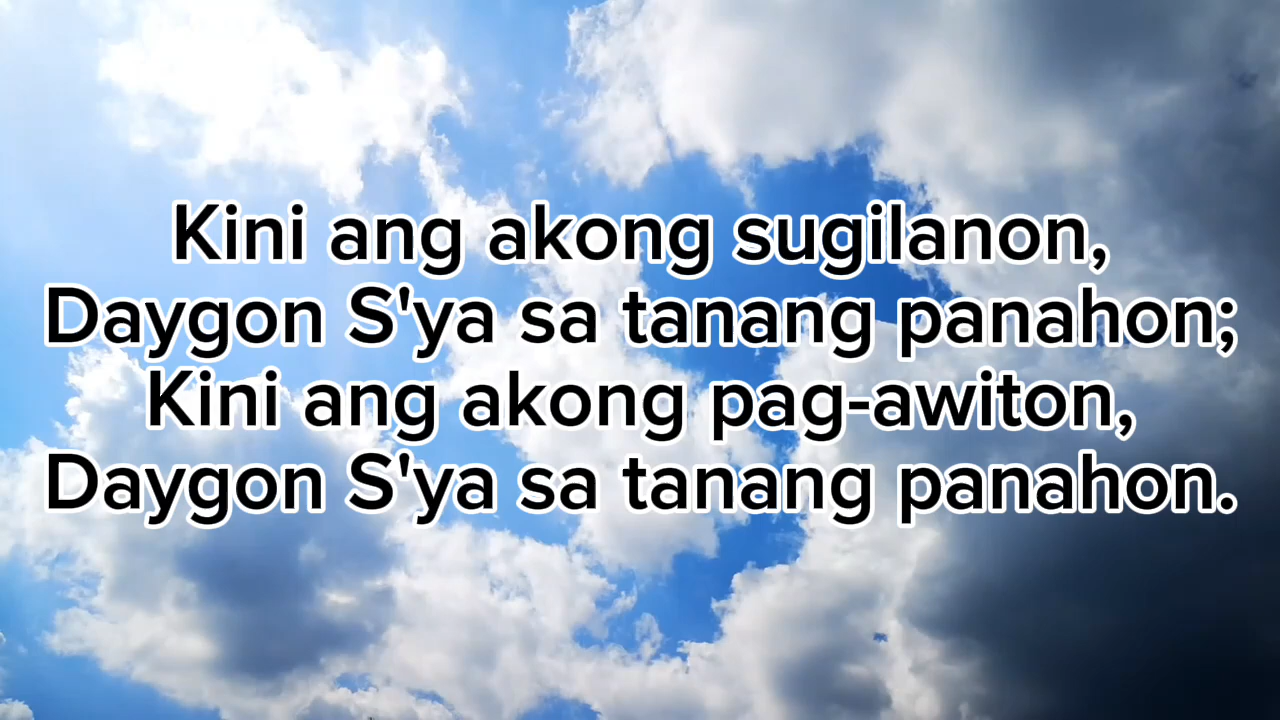 Kini ang akong sugilanon,
Daygon S'ya sa tanang panahon;
Kini ang akong pag-awiton,
Daygon S'ya sa tanang panahon.